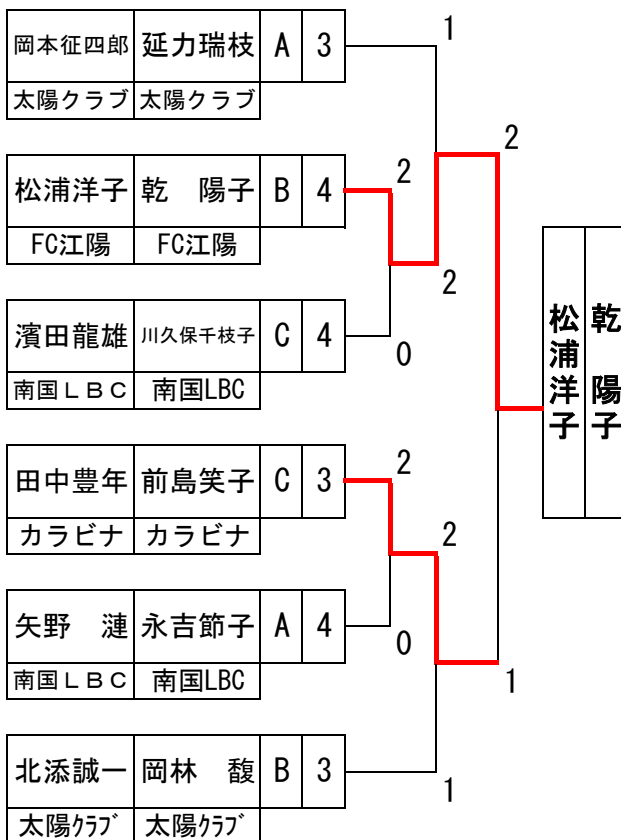 岡本征四郎 延力瑞枝 A 3
太陽クラブ 太陽クラブ
1
2
松浦洋子 乾　陽子 B 4
FC江陽 FC江陽
2
2
濱田龍雄 川久保千枝子 C 4
南国ＬＢＣ 南国LBC
0
松浦洋子
乾　陽子
田中豊年 前島笑子 C 3
カラビナ カラビナ
2
2
矢野　漣 永吉節子 A 4
南国ＬＢＣ 南国LBC
0
1
北添誠一 岡林　馥 B 3
太陽ｸﾗﾌﾞ 太陽ｸﾗﾌﾞ
1